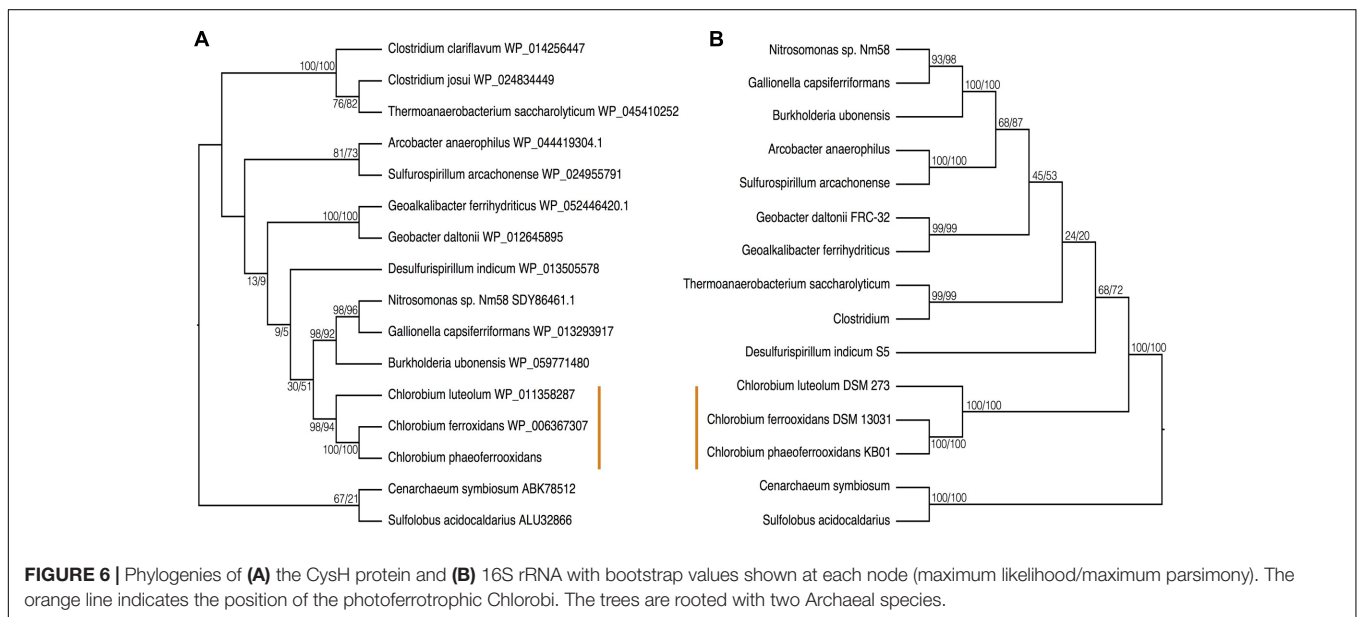 A
Clostridium clariflavum WP_014256447
100/100
Clostridium josui WP_024834449
76/82
Thermoanaerobacterium saccharolyticum WP_045410252
Arcobacter anaerophilus WP_044419304.1
81/73
Sulfurospirillum arcachonense WP_024955791
Geoalkalibacter ferrihydriticus WP_052446420.1
100/100
Geobacter daltonii WP_012645895
13/9
Desulfurispirillum indicum WP_013505578
Nitrosomonas sp. Nm58 SDY86461.1
98/96
9/5
Gallionella capsiferriformans WP_013293917
98/92
Burkholderia ubonensis WP_059771480
30/51
Chlorobium luteolum WP_011358287
98/94
Chlorobium ferroxidans WP_006367307
100/100
Chlorobium phaeoferrooxidans
Cenarchaeum symbiosum ABK78512
67/21
Sulfolobus acidocaldarius ALU32866
B
Nitrosomonas sp. Nm58
93/98
Gallionella capsiferriformans
100/100
Burkholderia ubonensis
68/87
Arcobacter anaerophilus
100/100
Sulfurospirillum arcachonense
45/53
Geobacter daltonii FRC-32
99/99
24/20
Geoalkalibacter ferrihydriticus
Thermoanaerobacterium saccharolyticum
99/99
68/72
Clostridium
Desulfurispirillum indicum S5
100/100
Chlorobium luteolum DSM 273
100/100
Chlorobium ferrooxidans DSM 13031
100/100
Chlorobium phaeoferrooxidans KB01
Cenarchaeum symbiosum
100/100
Sulfolobus acidocaldarius
FIGURE 6 | Phylogenies of (A) the CysH protein and (B) 16S rRNA with bootstrap values shown at each node (maximum likelihood/maximum parsimony). The
orange line indicates the position of the photoferrotrophic Chlorobi. The trees are rooted with two Archaeal species.